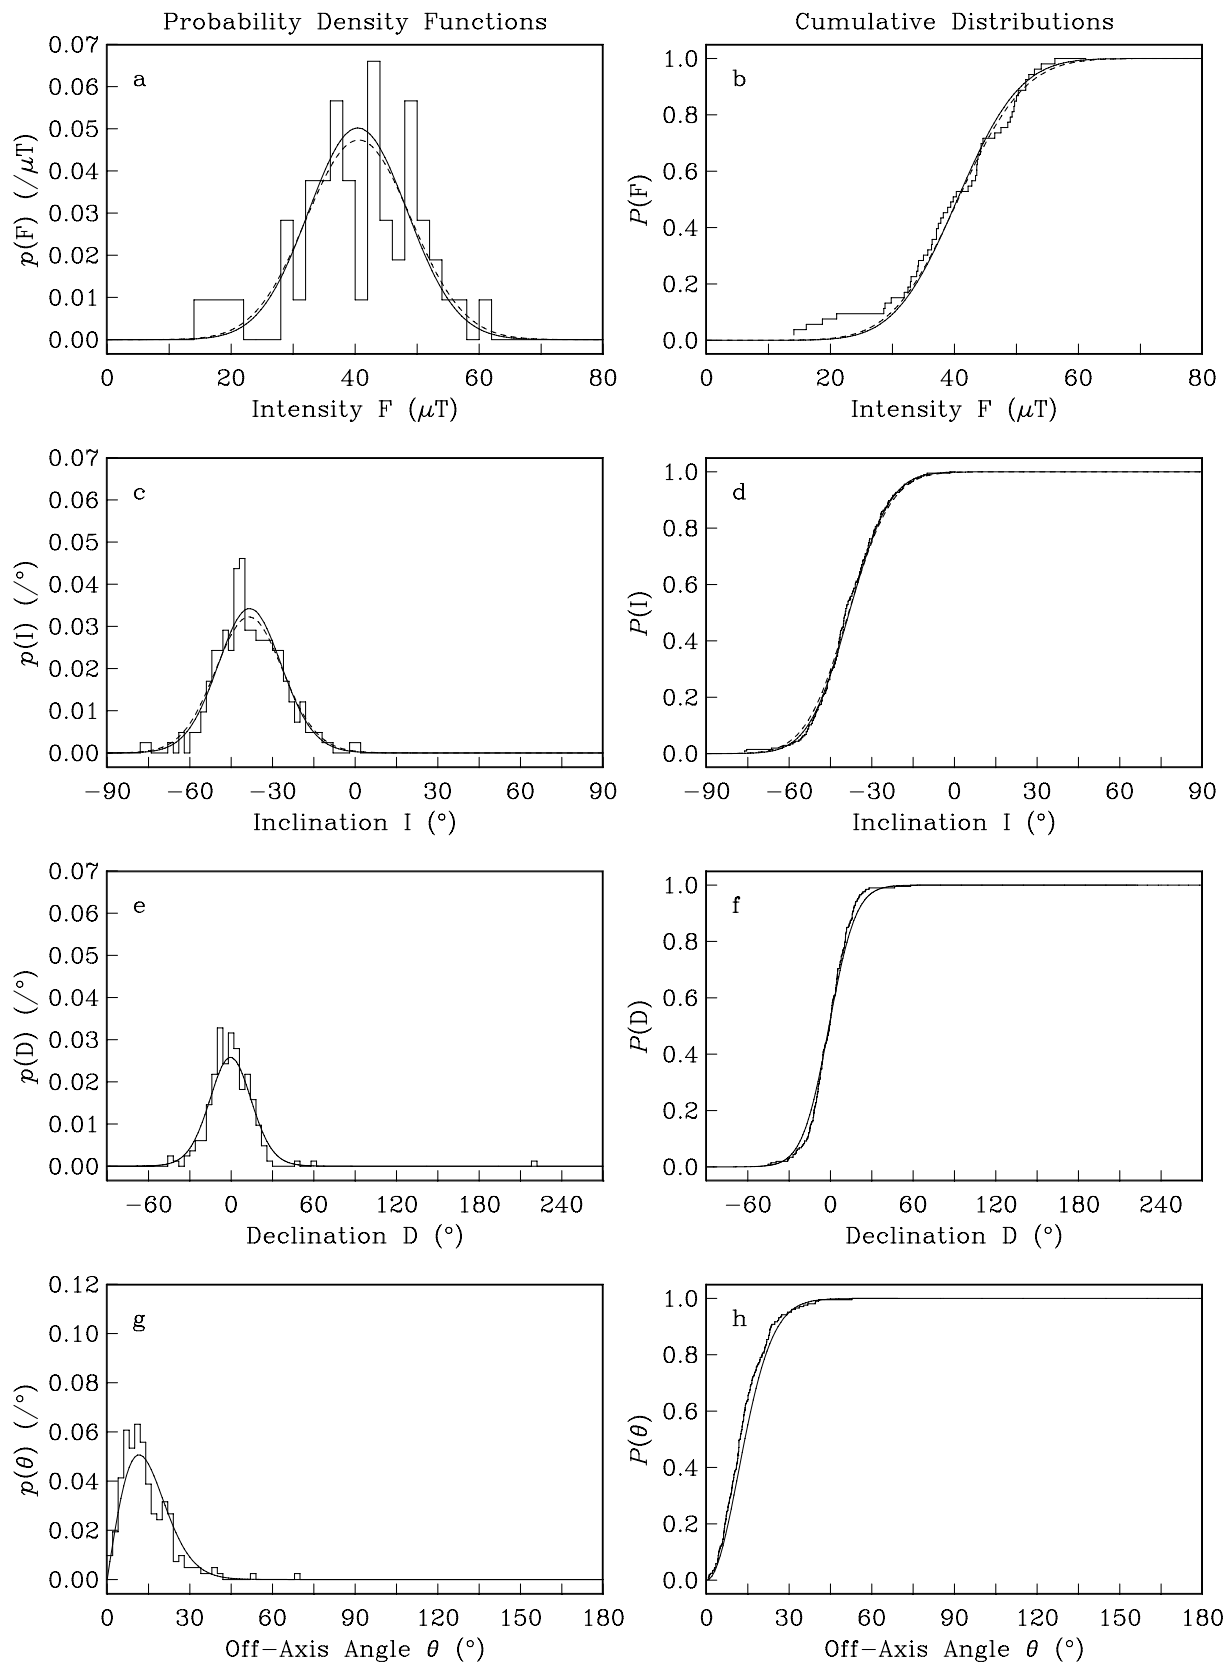 Probability Density Functions
Cumulative Distributions
a
0.07
0.06
0.05
0.04
0.03
0.02
0.01
0.00
p(F) (/μT)
0 20 40 60 80
Intensity F (μT)
b
1.0
0.8
0.6
0.4
0.2
0.0
P(F)
0 20 40 60 80
Intensity F (μT)
c
0.07
0.06
0.05
0.04
0.03
0.02
0.01
0.00
p(I) (/°)
−90 −60 −30 0 30 60 90
Inclination I (°)
d
1.0
0.8
0.6
0.4
0.2
0.0
P(I)
−90 −60 −30 0 30 60 90
Inclination I (°)
e
0.07
0.06
0.05
0.04
0.03
0.02
0.01
0.00
p(D) (/°)
−60 0 60 120 180 240
Declination D (°)
f
1.0
0.8
0.6
0.4
0.2
0.0
P(D)
−60 0 60 120 180 240
Declination D (°)
g
0.12
0.10
0.08
0.06
0.04
0.02
0.00
p(θ) (/°)
0 30 60 90 120 150 180
Off−Axis Angle θ (°)
h
1.0
0.8
0.6
0.4
0.2
0.0
P(θ)
0 30 60 90 120 150 180
Off−Axis Angle θ (°)